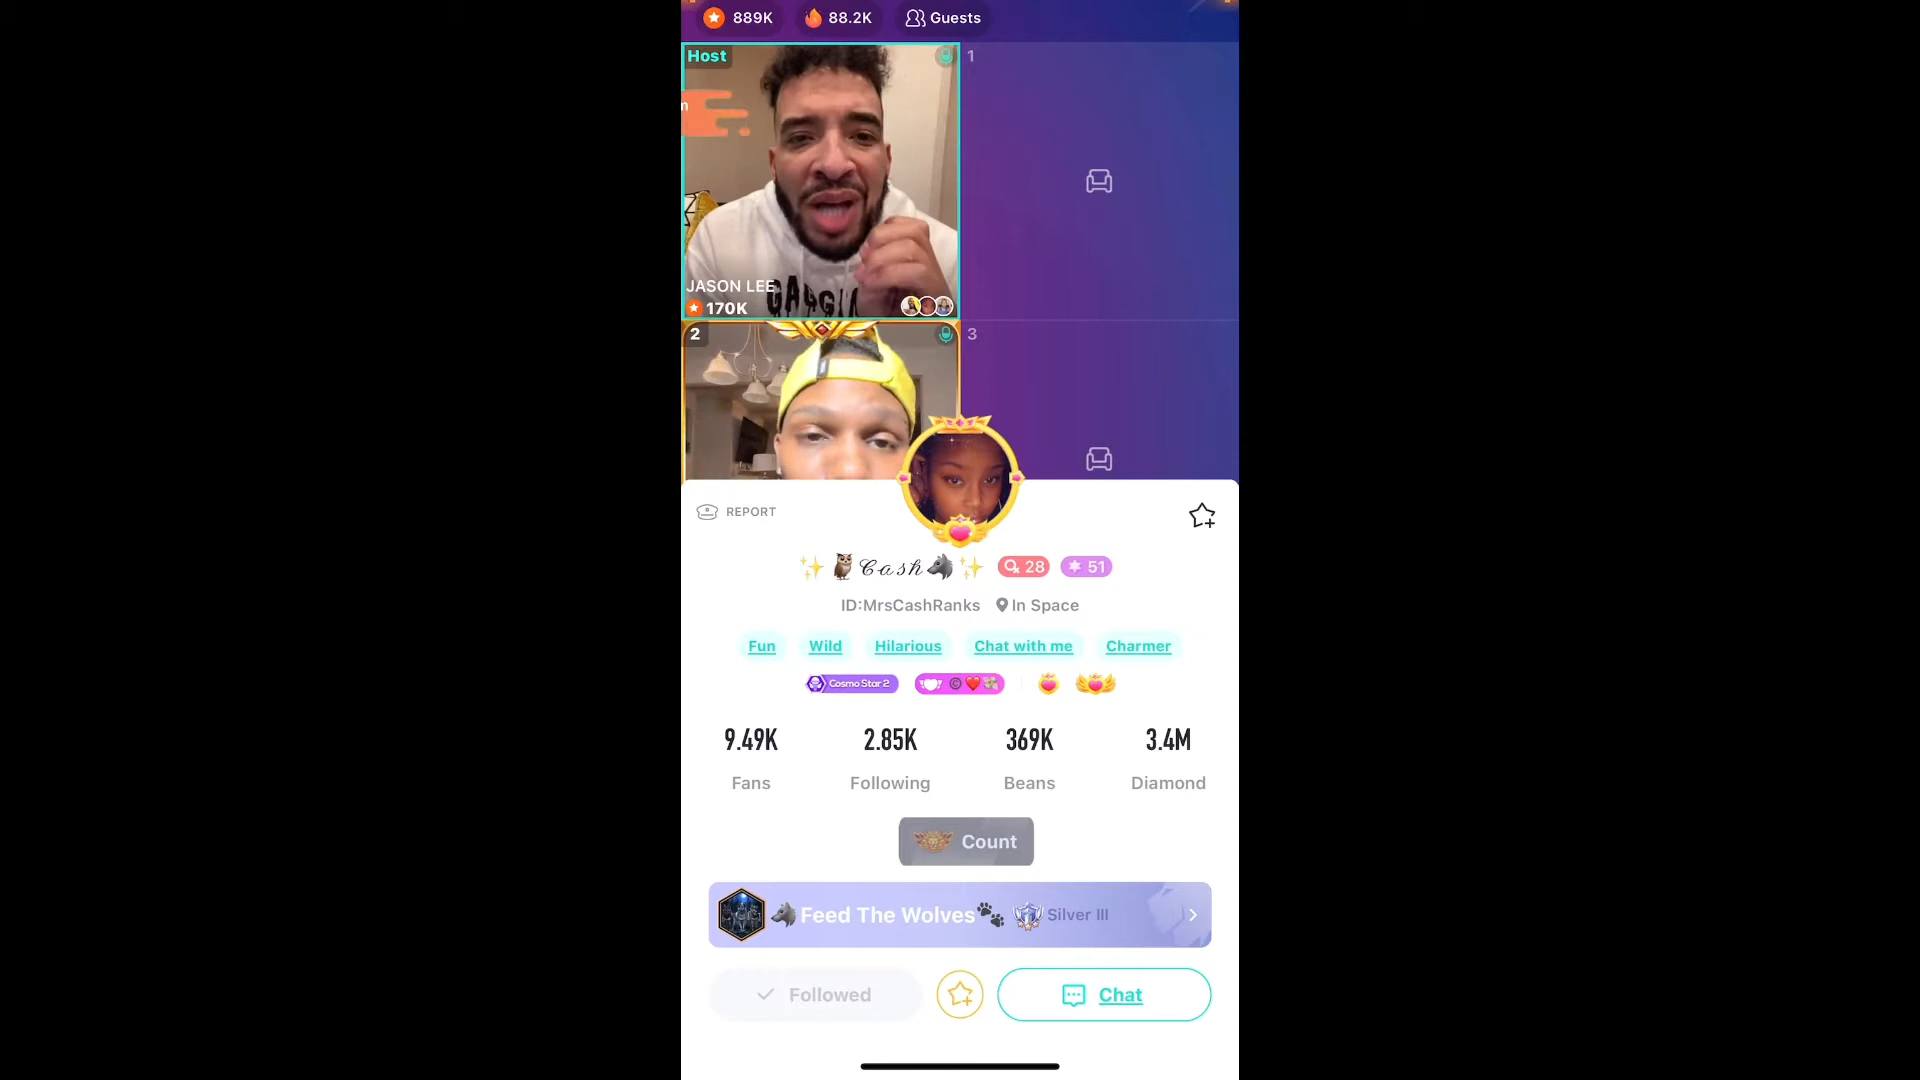 889K 88.2K Guests
Host
1
JASON LEE
170K
2
3
REPORT
𝒞𝒶𝓈𝒽 28 51
ID:MrsCashRanks In Space
Fun Wild Hilarious Chat with me Charmer
Cosmo Star 2 ©❤️💸
9.49K 2.85K 369K 3.4M
Fans Following Beans Diamond
Count
🐺Feed The Wolves🐾 Silver III
Followed Chat